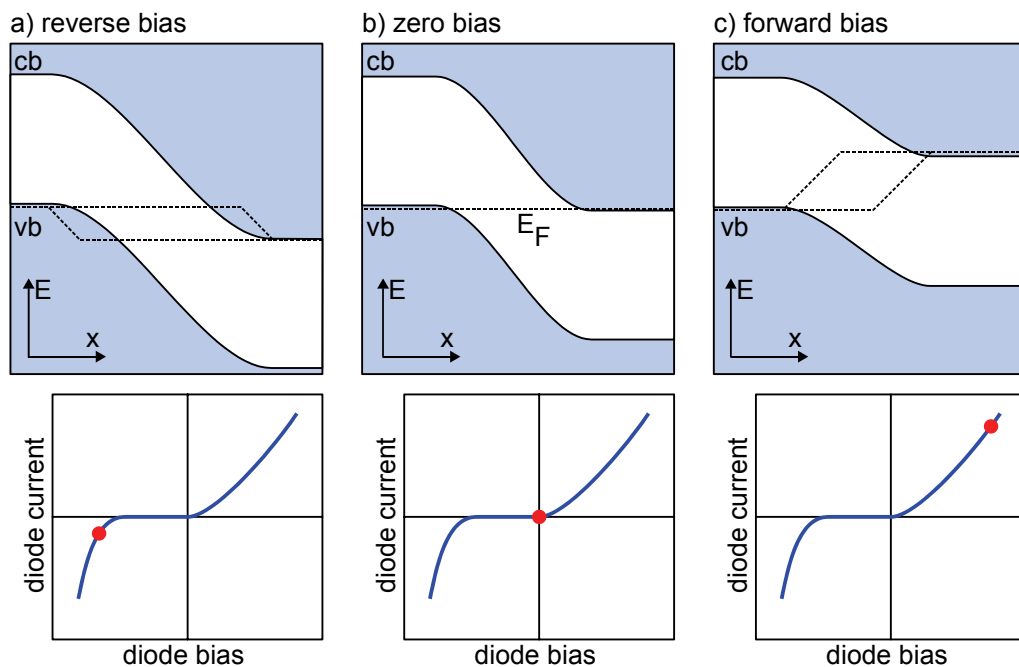 a) reverse bias
b) zero bias
c) forward bias
cb
cb
cb
vb
vb
vb
E_F
E
E
E
x
x
x
diode current
diode current
diode current
diode bias
diode bias
diode bias